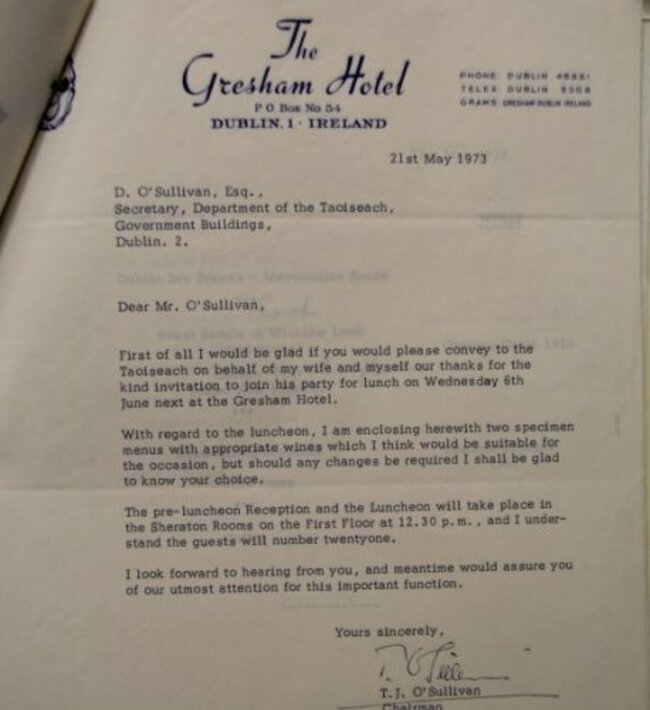 The
Gresham Hotel
P O Box No 54
DUBLIN, 1 · IRELAND
PHONE: DUBLIN
TELEX DUBLIN
GRAMS GRESHAM DUBLIN IRELAND
21st May 1973
D. O'Sullivan, Esq.,
Secretary, Department of the Taoiseach,
Government Buildings,
Dublin. 2.
Dear Mr. O'Sullivan,
First of all I would be glad if you would please convey to the
Taoiseach on behalf of my wife and myself our thanks for the
kind invitation to join his party for lunch on Wednesday 6th
June next at the Gresham Hotel.
With regard to the luncheon, I am enclosing herewith two specimen
menus with appropriate wines which I think would be suitable for
the occasion, but should any changes be required I shall be glad
to know your choice.
The pre-luncheon Reception and the Luncheon will take place in
the Sheraton Rooms on the First Floor at 12.30 p.m., and I under-
stand the guests will number twentyone.
I look forward to hearing from you, and meantime would assure you
of our utmost attention for this important function.
Yours sincerely,
T.J. O'Sullivan
Chairman